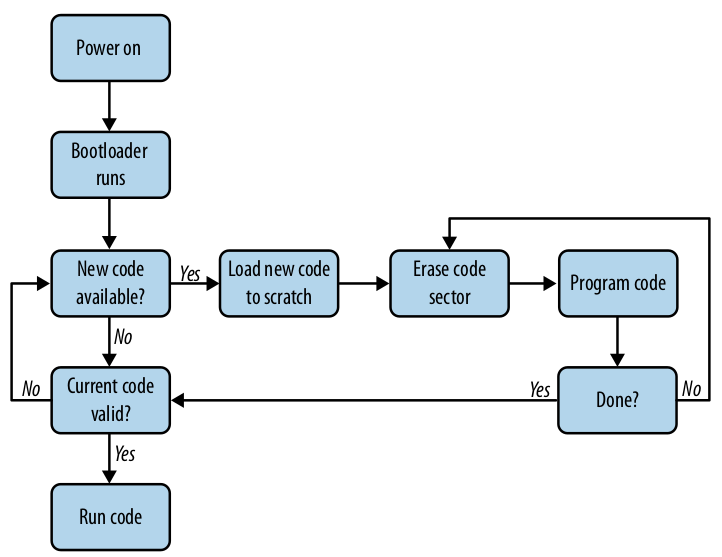 Power on
Bootloader
runs
New code
available?
Yes
Load new code
to scratch
Erase code
sector
Program code
No
Current code
valid?
No
Yes
Done?
No
Yes
Run code